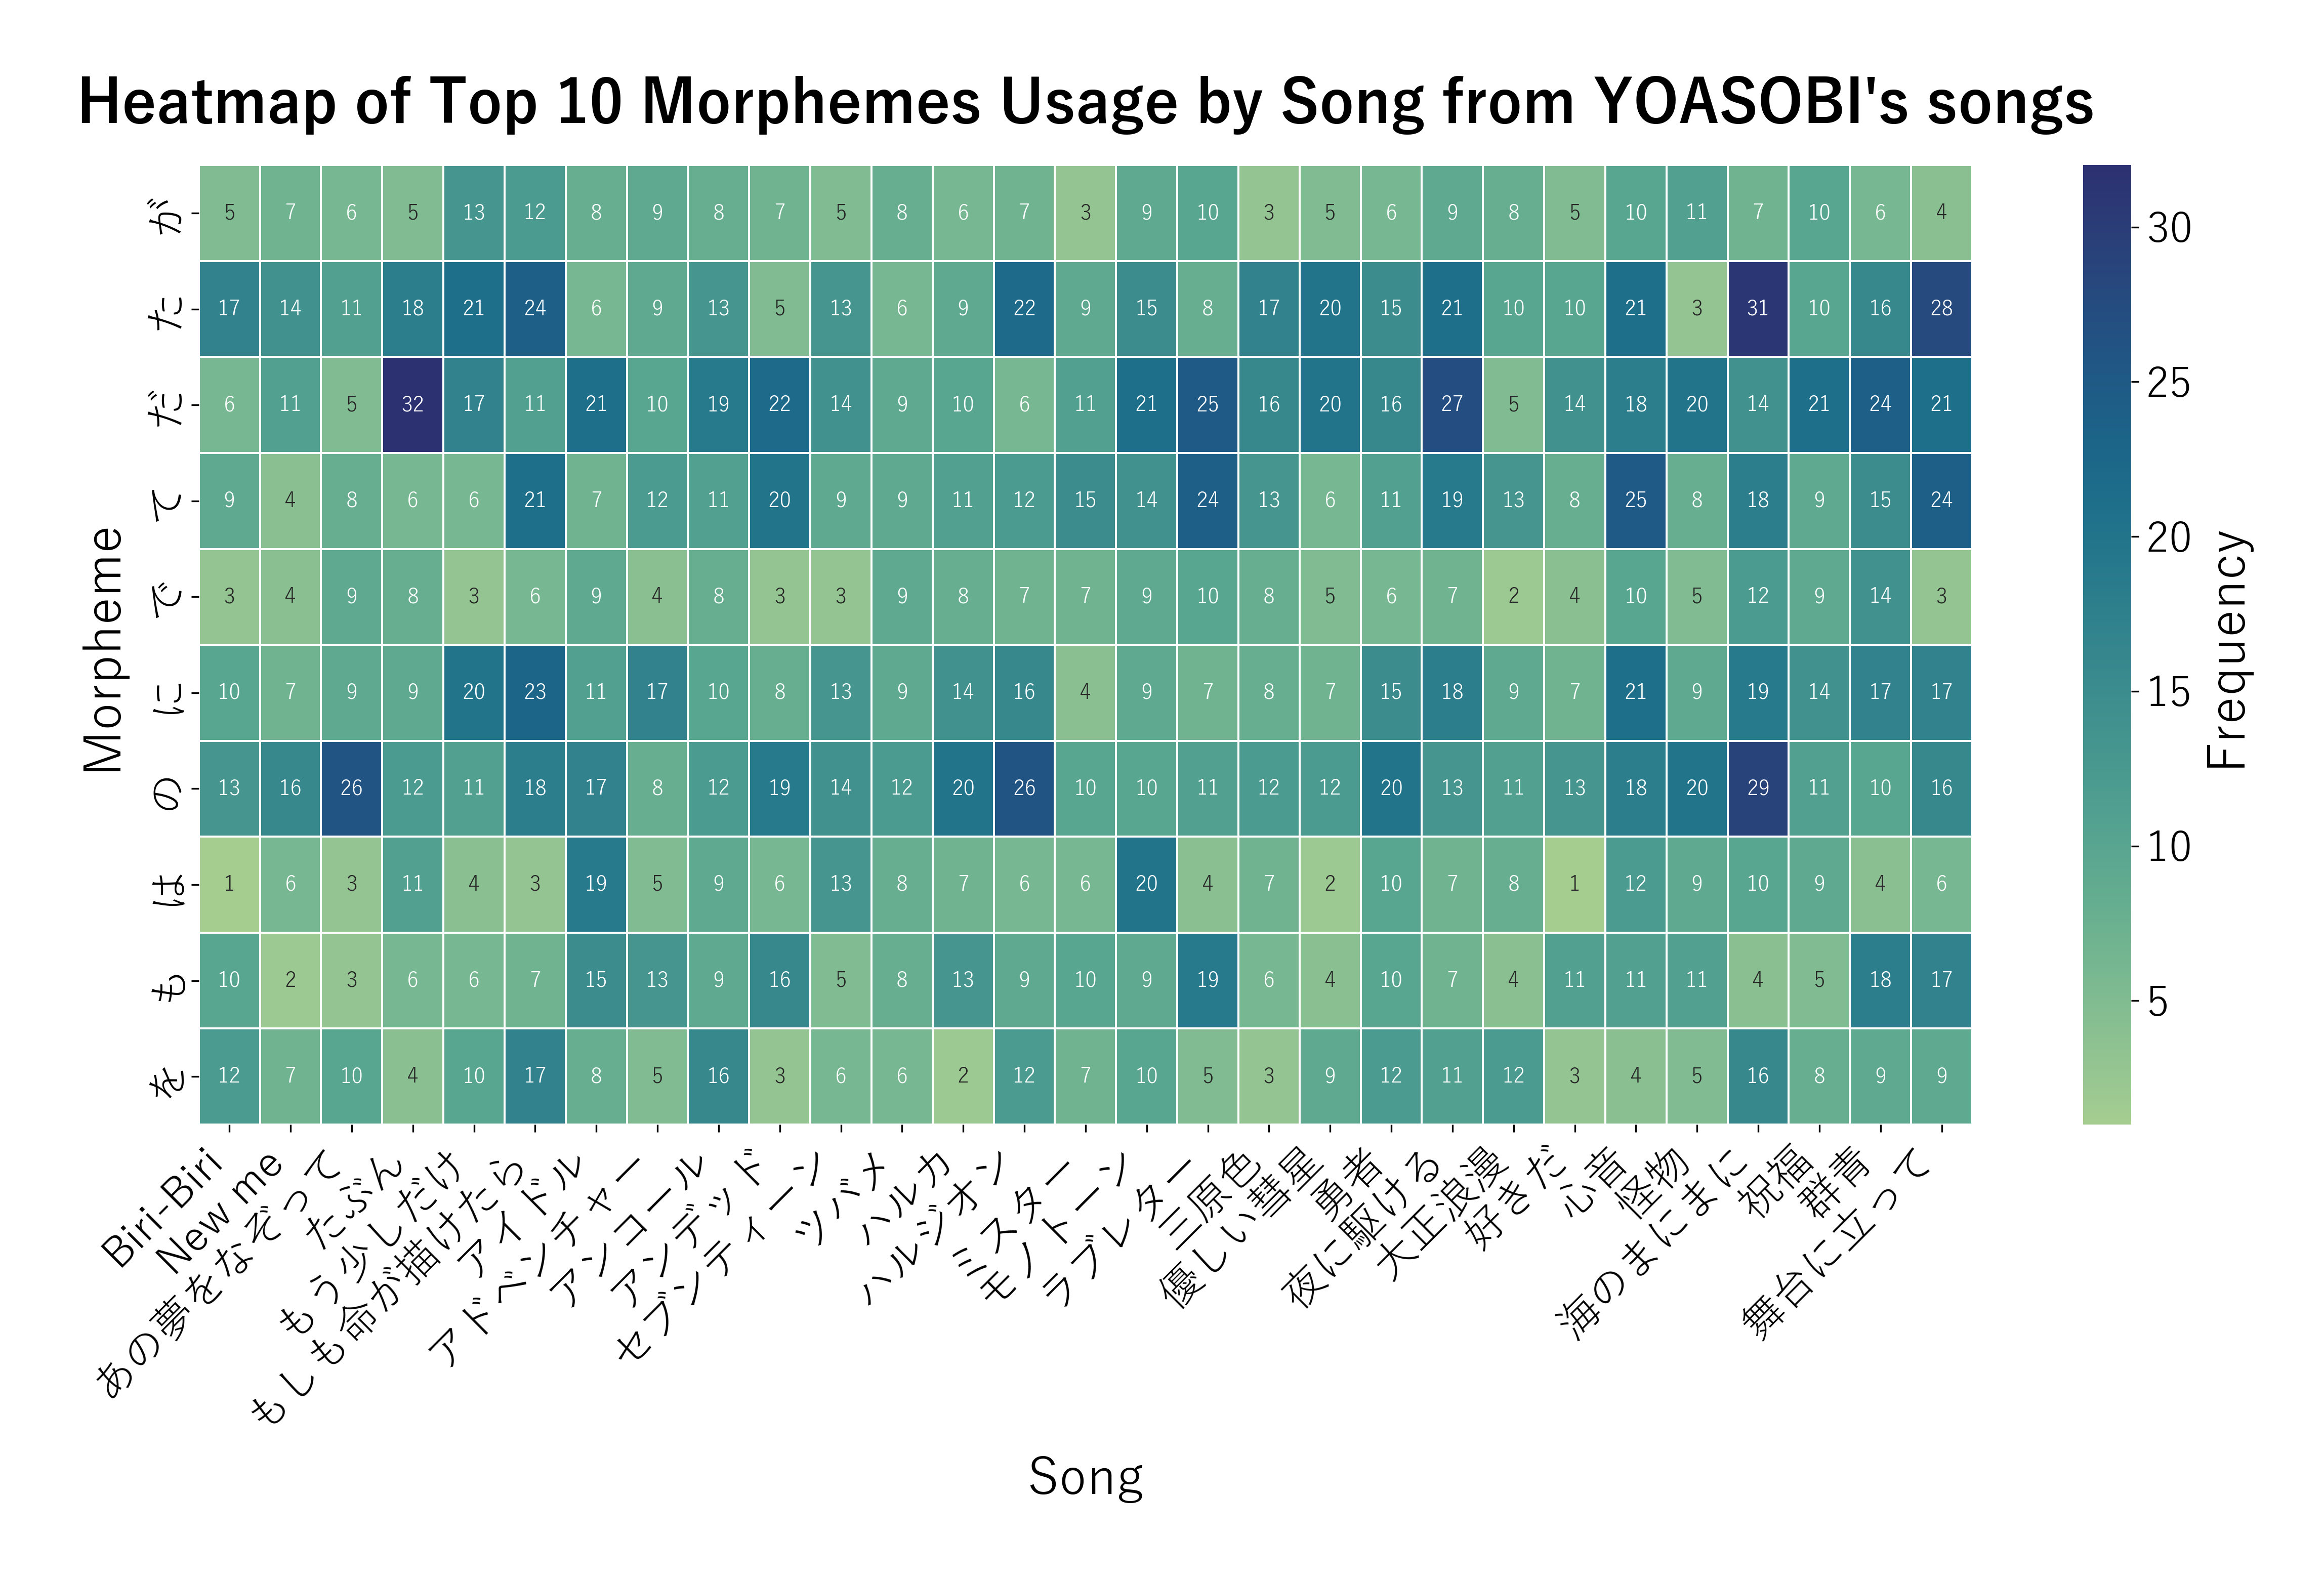 Heatmap of Top 10 Morphemes Usage by Song from YOASOBI's songs
Morpheme
が 5 7 6 5 13 12 8 9 8 7 5 8 6 7 3 9 10 3 5 6 9 8 5 10 11 7 10 6 4
た 17 14 11 18 21 24 6 9 13 5 13 6 9 22 9 15 8 17 20 15 21 10 10 21 3 31 10 16 28
だ 6 11 5 32 17 11 21 10 19 22 14 9 10 6 11 21 25 16 20 16 27 5 14 18 20 14 21 24 21
て 9 4 8 6 6 21 7 12 11 20 9 9 11 12 15 14 24 13 6 11 19 13 8 25 8 18 9 15 24
で 3 4 9 8 3 6 9 4 8 3 3 9 8 7 7 9 10 8 5 6 7 2 4 10 5 12 9 14 3
に 10 7 9 9 20 23 11 17 10 8 13 9 14 16 4 9 7 8 7 15 18 9 7 21 9 19 14 17 17
の 13 16 26 12 11 18 17 8 12 19 14 12 20 26 10 10 11 12 12 20 13 11 13 18 20 29 11 10 16
は 1 6 3 11 4 3 19 5 9 6 13 8 7 6 6 20 4 7 2 10 7 8 1 12 9 10 9 4 6
も 10 2 3 6 6 7 15 13 9 16 5 8 13 9 10 9 19 6 4 10 7 4 11 11 11 4 5 18 17
を 12 7 10 4 10 17 8 5 16 3 6 6 2 12 7 10 5 3 9 12 11 12 3 4 5 16 8 9 9
Biri-Biri
New me
あの夢をなぞって
たぶん
もう少しだけ
もしも命が描けたら
アイドル
アドベンチャー
アンコール
アンデッド
セブンティーン
ツバメ
ハルカ
ハルジオン
ミスター
モノトーン
ラブレター
三原色
優しい彗星
勇者
夜に駆ける
大正浪漫
好きだ
心音
怪物
海のまにまに
祝福
群青
舞台に立って
Song
30
25
20
15
10
5
Frequency